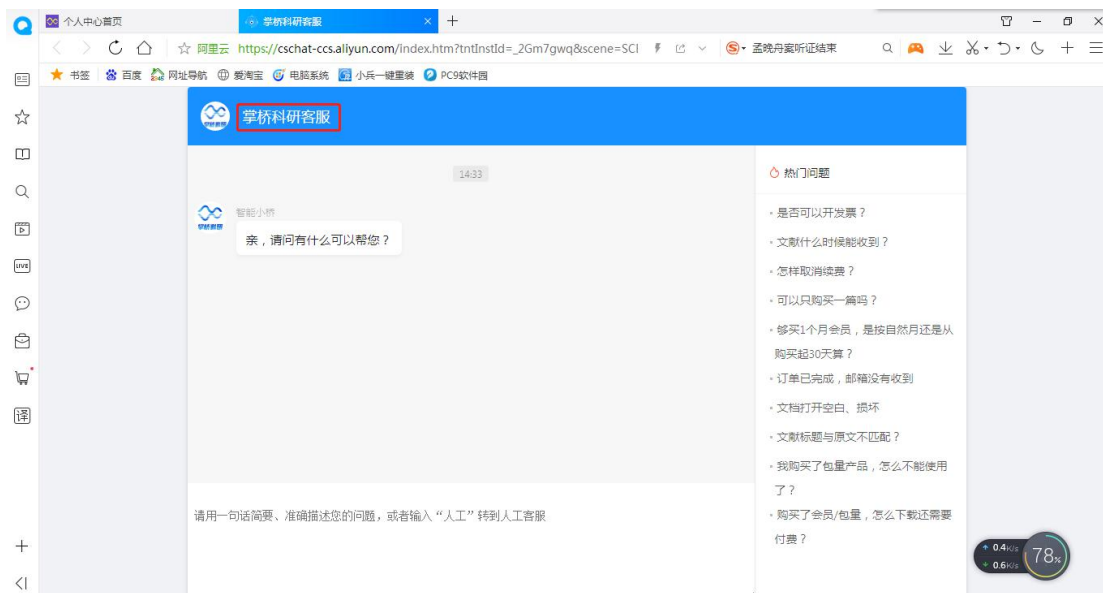 个人中心首页
掌桥科研客服
阿里云 https://cschat-ccs.aliyun.com/index.htm?tntInstId=_2Gm7gwq&scene=SCI
孟晚舟案听证结束
书签 百度 网址导航 爱淘宝 电脑系统 小兵一键重装 PC9软件园
掌桥科研客服
14:33
热门问题
智能小桥
亲，请问有什么可以帮您？
是否可以开发票？
文献什么时候能收到？
怎样取消续费？
可以只购买一篇吗？
够买1个月会员，是按自然月还是从
购买起30天算？
订单已完成，邮箱没有收到
文档打开空白、损坏
文献标题与原文不匹配？
我购买了包量产品，怎么不能使用
了？
购买了会员/包量，怎么下载还需要
付费？
请用一句话简要、准确描述您的问题，或者输入“人工”转到人工客服
LIVE
译
0.4K/s
0.6K/s
78%